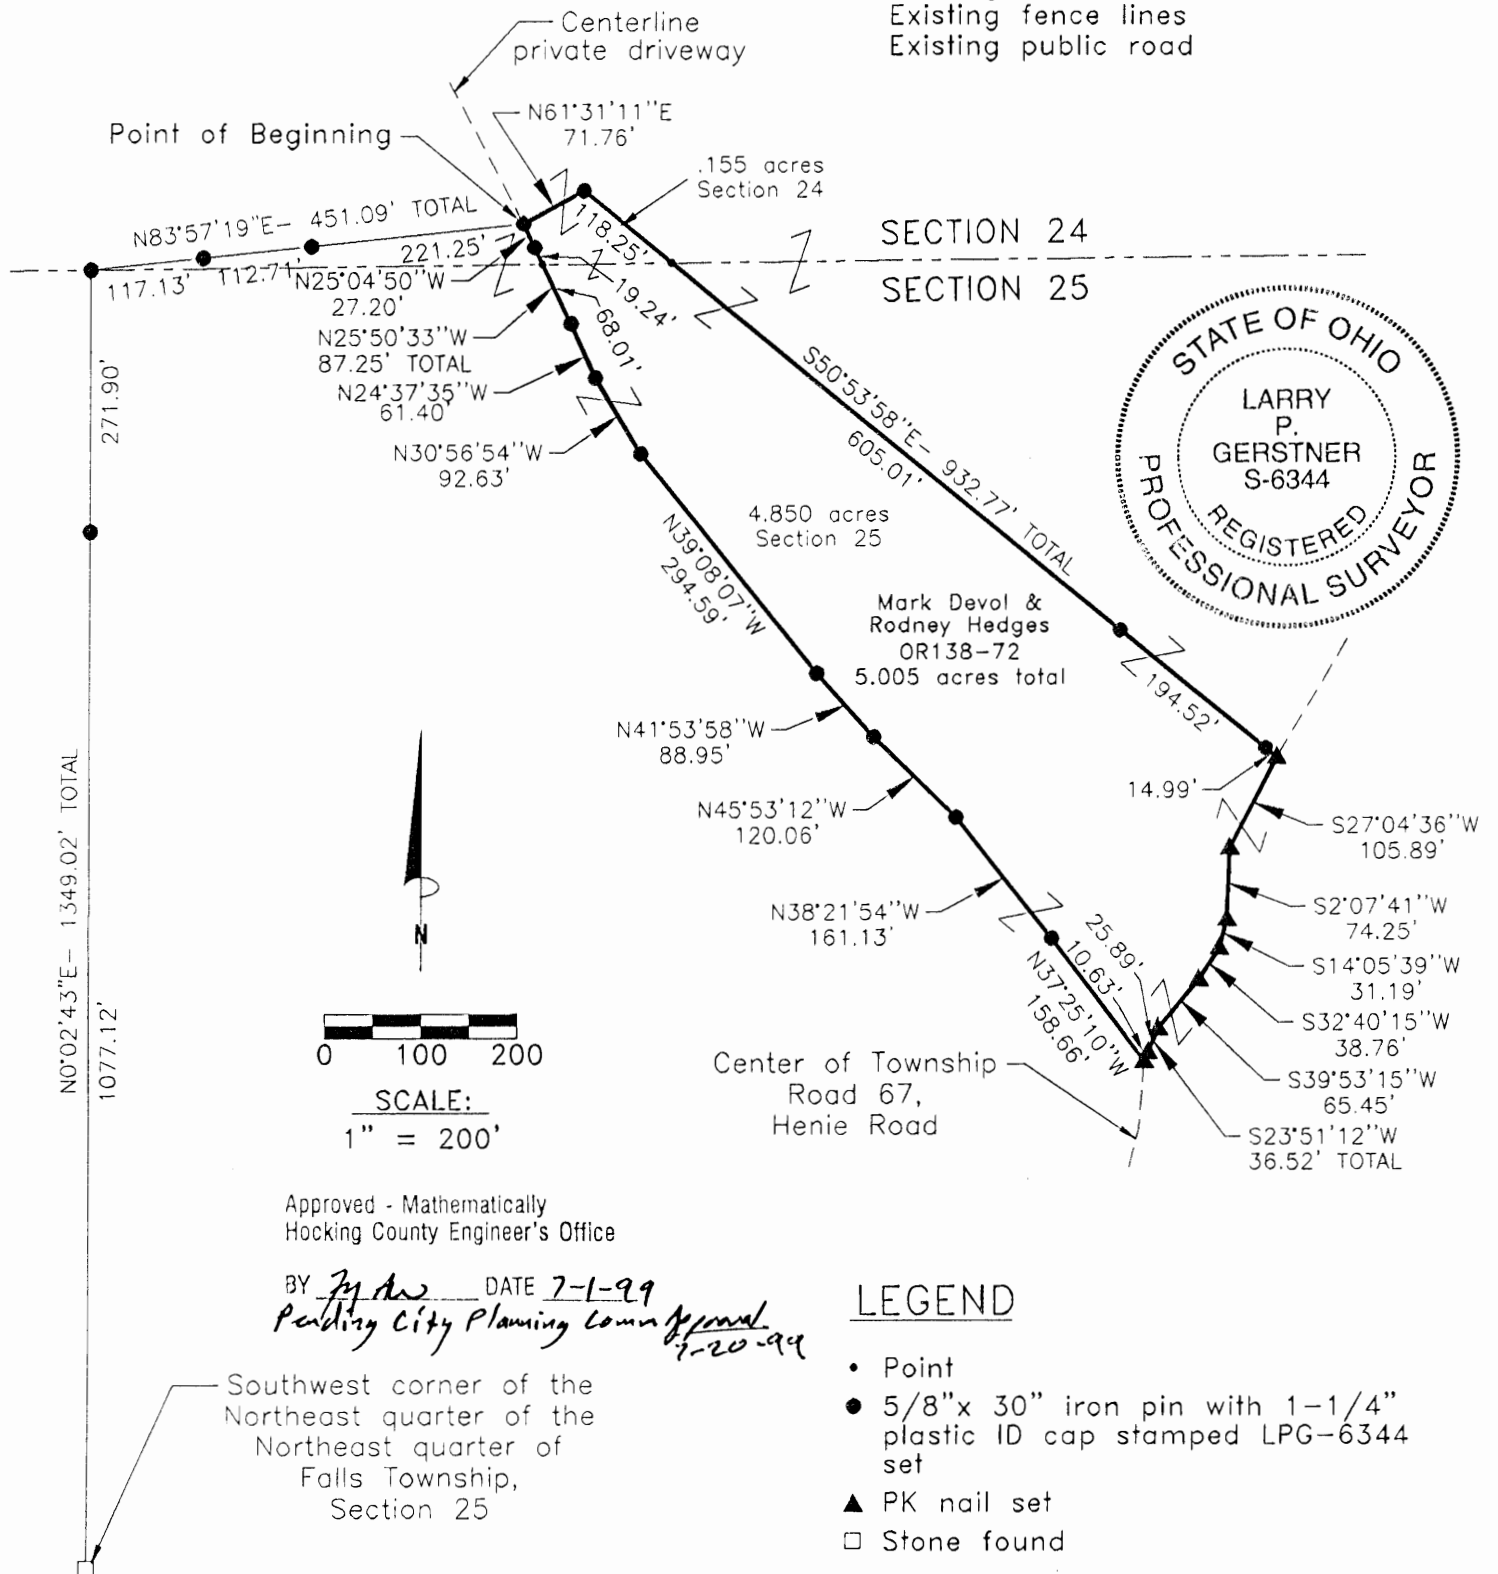 Existing fence lines
Existing public road
Centerline
private driveway
N61°31'11"E
71.76'
Point of Beginning
.155 acres
Section 24
N83°57'19"E– 451.09' TOTAL
118.25'
221.25'
117.13'
112.71'
SECTION 24
SECTION 25
N25°04'50"W
27.20'
19.24'
N25°50'33"W
87.25' TOTAL
68.01'
N24°37'35"W
61.40'
N30°56'54"W
92.63'
271.90'
S50°53'58"E– 932.77' TOTAL
605.01'
STATE OF OHIO
LARRY
P.
GERSTNER
S-6344
REGISTERED
PROFESSIONAL SURVEYOR
4.850 acres
Section 25
N39°08'07"W
294.59'
Mark Devol &
Rodney Hedges
OR138–72
5.005 acres total
194.52'
14.99'
N41°53'58"W
88.95'
N45°53'12"W
120.06'
N38°21'54"W
161.13'
S27°04'36"W
105.89'
S2°07'41"W
74.25'
S14°05'39"W
31.19'
S32°40'15"W
38.76'
S39°53'15"W
65.45'
S23°51'12"W
36.52' TOTAL
25.89'
10.63'
N37°25'10"W
158.66'
N0°02'43"E– 1349.02' TOTAL
1077.12'
N
0 100 200
SCALE:
1" = 200'
Center of Township
Road 67,
Henie Road
Approved - Mathematically
Hocking County Engineer's Office
BY DATE 7-1-99
Pending City Planning Comm Approval
7-20-99
Southwest corner of the
Northeast quarter of the
Northeast quarter of
Falls Township,
Section 25
LEGEND
Point
5/8"x 30" iron pin with 1–1/4"
plastic ID cap stamped LPG–6344
set
PK nail set
Stone found